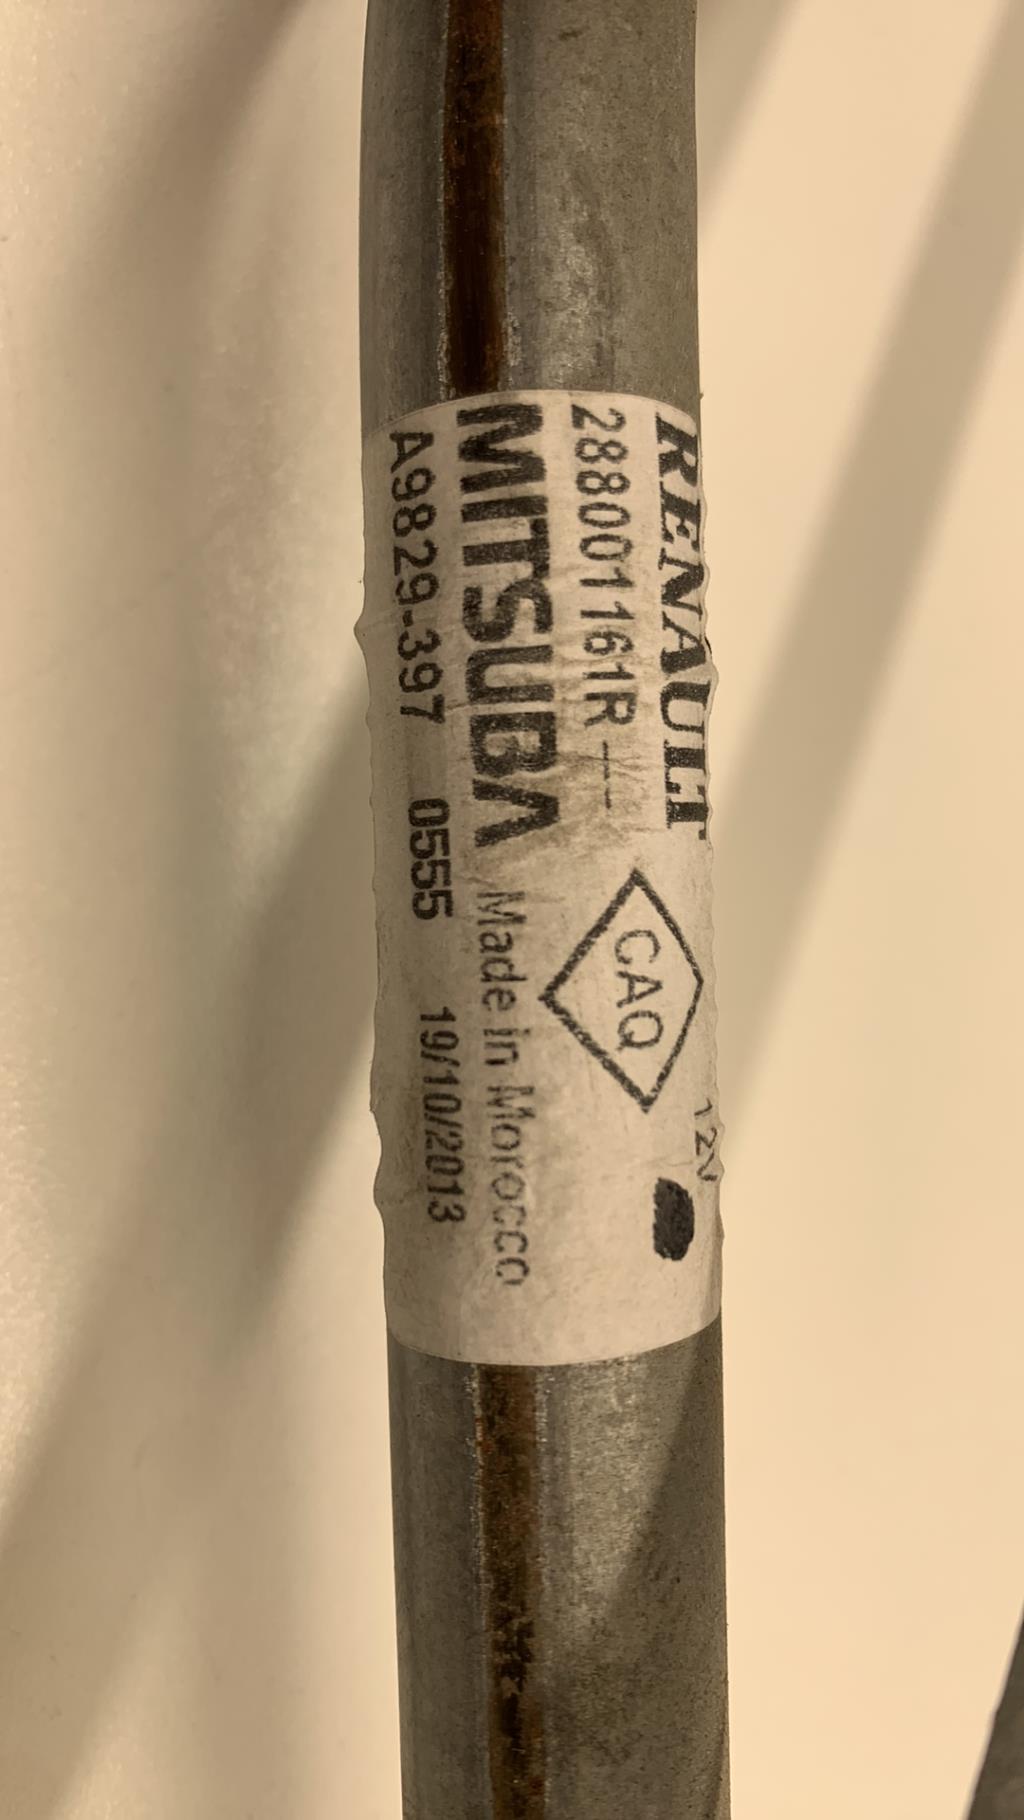 RENAULT 12V
288001161R---
CAQ
MITSUBA Made in Morocco
A9829-397 0555 19/10/2013